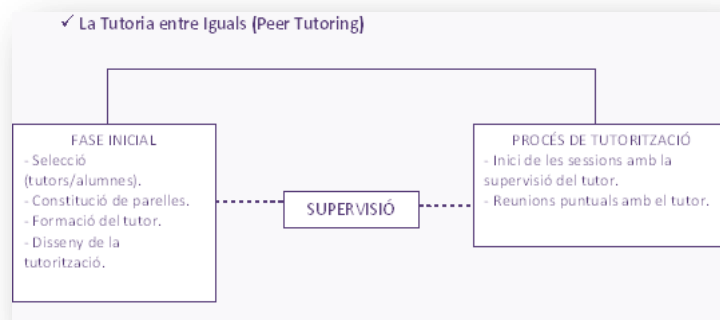 ✓ La Tutoria entre Iguals (Peer Tutoring)
FASE INICIAL
- Selecció
(tutors/alumnes).
- Constitució de parelles.
- Formació del tutor.
- Disseny de la
tutorització.
SUPERVISIÓ
PROCÉS DE TUTORITZACIÓ
- Inici de les sessions amb la
supervisió del tutor.
- Reunions puntuals amb el tutor.